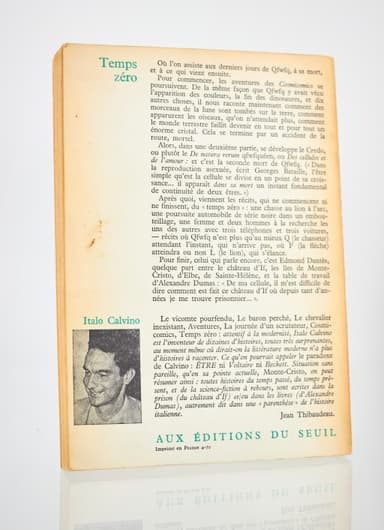 Temps
zéro
Où l'on assiste aux derniers jours de Qfwfq, à sa mort,
et à ce qui vient ensuite.
Pour commencer, les aventures des Cosmicomics se
poursuivent. De la même façon que Qfwfq y avait vécu
l'apparition des couleurs, la fin des dinosaures, et dix
autres choses, il nous raconte maintenant comment des
morceaux de la lune sont tombés sur la terre, comment
apparurent les oiseaux, qu'on n'attendait plus, comment
le monde terrestre faillit devenir en tout et pour tout un
énorme cristal. Cela se termine par un accident de la
route, mortel.
Alors, dans une deuxième partie, se développe le Credo,
ou plutôt le De natura rerum qfwfquéen, ou Des cellules et
de l'amour : et c'est la seconde mort de Qfwfq. (« Dans
la reproduction asexuée, écrit Georges Bataille, l'être
simple qu'est la cellule se divise en un point de sa crois-
sance... il apparaît dans sa mort un instant fondamental
de continuité de deux êtres. »)
Après quoi, viennent les récits, qui ne commencent ni
ne finissent, du « temps zéro » : une chasse au lion à l'arc,
une poursuite automobile de série noire dans un embou-
teillage, une femme et deux hommes à la recherche les
uns des autres avec trois téléphones et trois voitures,
— récits où Qfwfq n'est plus qu'au mieux Q (le chasseur)
attendant l'instant, qui n'arrive pas, où F (la flèche)
atteindra ou non L (le lion), qui s'élance.
Pour finir, celui qui parle encore, c'est Edmond Dantès,
quelque part entre le château d'If, les îles de Monte-
Cristo, d'Elbe, de Sainte-Hélène, et la table de travail
d'Alexandre Dumas : « De ma cellule, il m'est difficile de
dire comment est fait ce château d'If où depuis tant d'an-
nées je me trouve prisonnier... ».
Italo Calvino
Le vicomte pourfendu, Le baron perché, Le chevalier
inexistant, Aventures, La journée d'un scrutateur, Cosmi-
comics, Temps zéro : attentif à la modernité, Italo Calvino
est l'inventeur de dizaines d'histoires, toutes très surprenantes,
au moment même où dirait-on la littérature moderne n'a plus
d'histoires à raconter. Ce qu'on pourrait appeler le paradoxe
de Calvino : ÊTRE ni Voltaire ni Beckett. Situation sans
pareille, qu'en sa pointe actuelle, Monte-Cristo, on peut
résumer ainsi : toutes histoires du temps passé, du temps pré-
sent, et de la science-fiction à rebours, sont écrites dans la
prison (du château d'If) et/ou dans les livres (d'Alexandre
Dumas), autrement dit dans une « parenthèse » de l'histoire
italienne.
Jean Thibaudeau.
AUX ÉDITIONS DU SEUIL
Imprimé en France 4-70